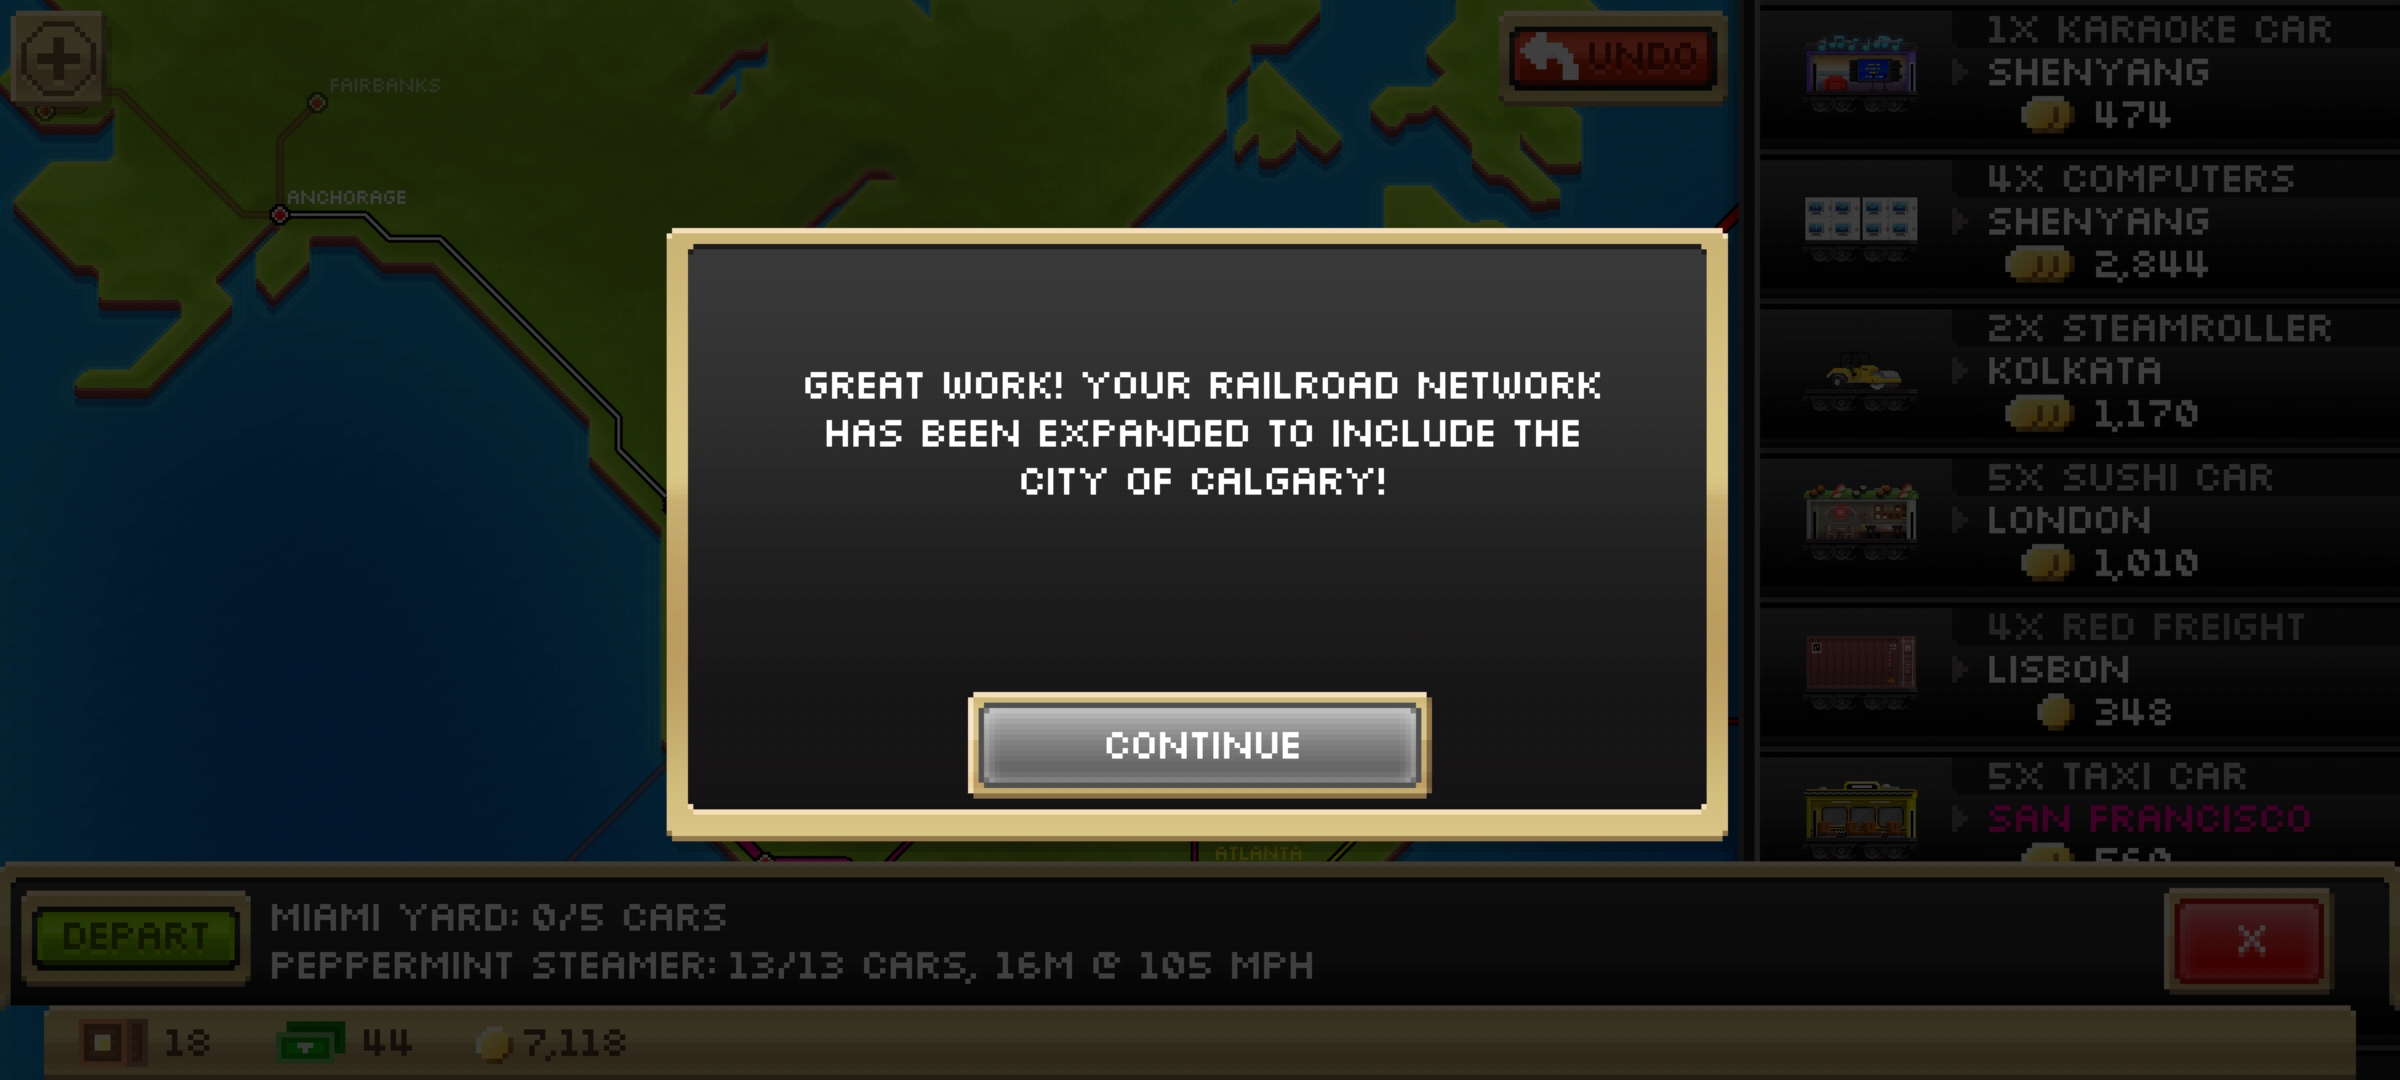 FAIRBANKS
ANCHORAGE
UNDO
GREAT WORK! YOUR RAILROAD NETWORK
HAS BEEN EXPANDED TO INCLUDE THE
CITY OF CALGARY!
CONTINUE
ATLANTA
1X KARAOKE CAR
SHENYANG
474
4X COMPUTERS
SHENYANG
2,844
2X STEAMROLLER
KOLKATA
1,170
5X SUSHI CAR
LONDON
1,010
4X RED FREIGHT
LISBON
348
5X TAXI CAR
SAN FRANCISCO
560
DEPART
MIAMI YARD: 0/5 CARS
PEPPERMINT STEAMER: 13/13 CARS, 16M @ 105 MPH
X
18
44
7,118